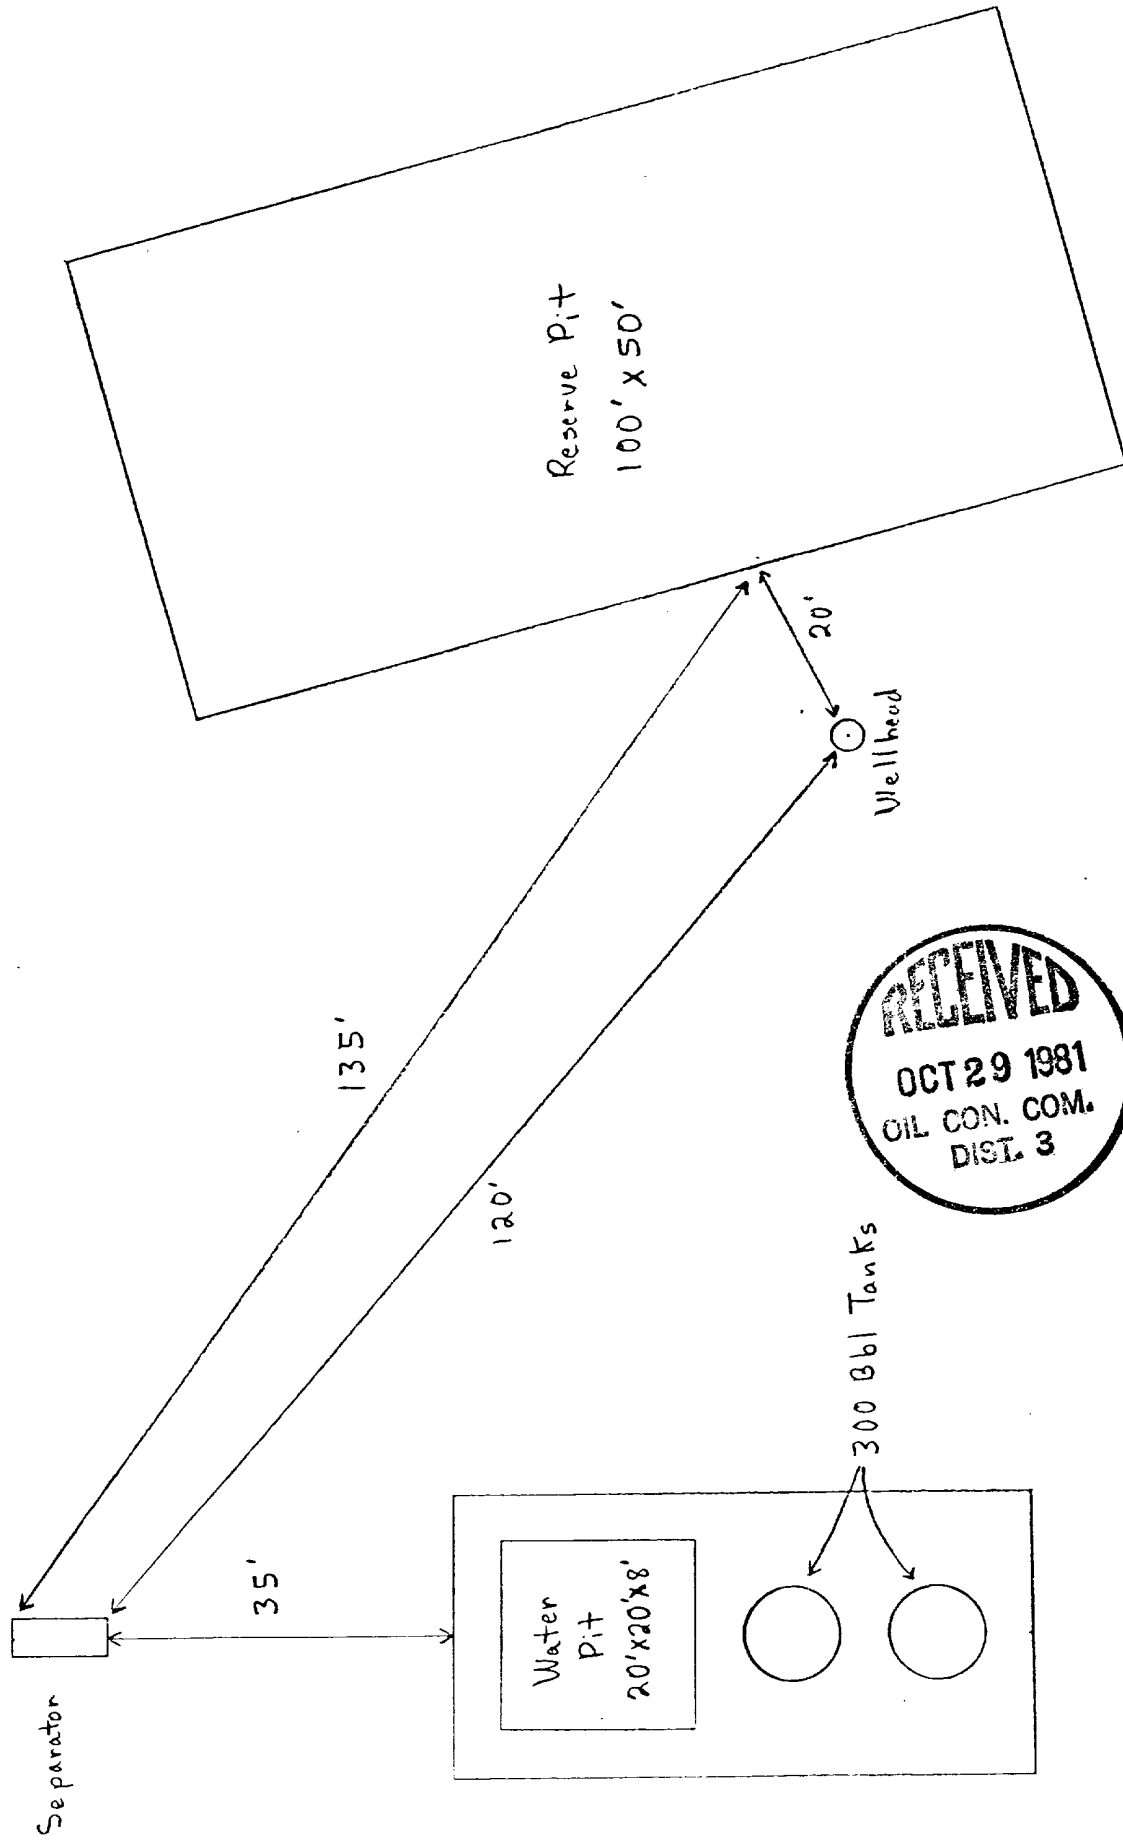 Separator
35'
135'
120'
Water
Pit
20'x20'x8'
300 Bbl Tanks
Reserve Pit
100' x 50'
20'
Wellhead
RECEIVED
OCT 29 1981
OIL CON. COM.
DIST. 3